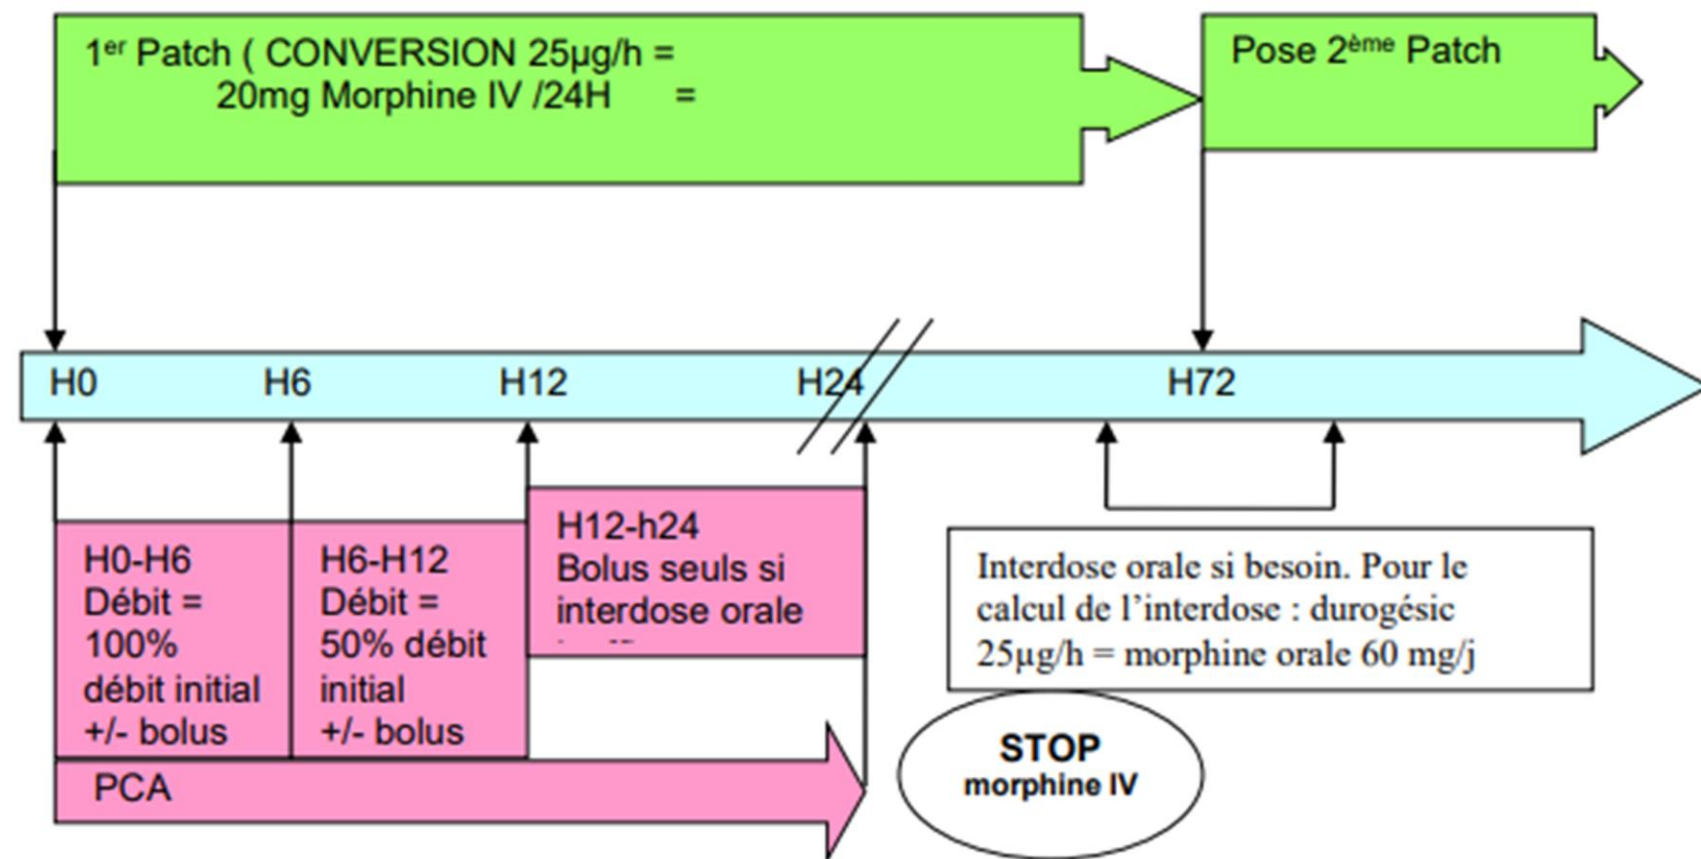 1er Patch ( CONVERSION 25µg/h =
20mg Morphine IV /24H =
Pose 2ème Patch
H0 H6 H12 H24 H72
H0-H6
Débit =
100%
débit initial
+/- bolus
H6-H12
Débit =
50% débit
initial
+/- bolus
H12-h24
Bolus seuls si
interdose orale
PCA
Interdose orale si besoin. Pour le
calcul de l’interdose : durogésic
25µg/h = morphine orale 60 mg/j
STOP
morphine IV